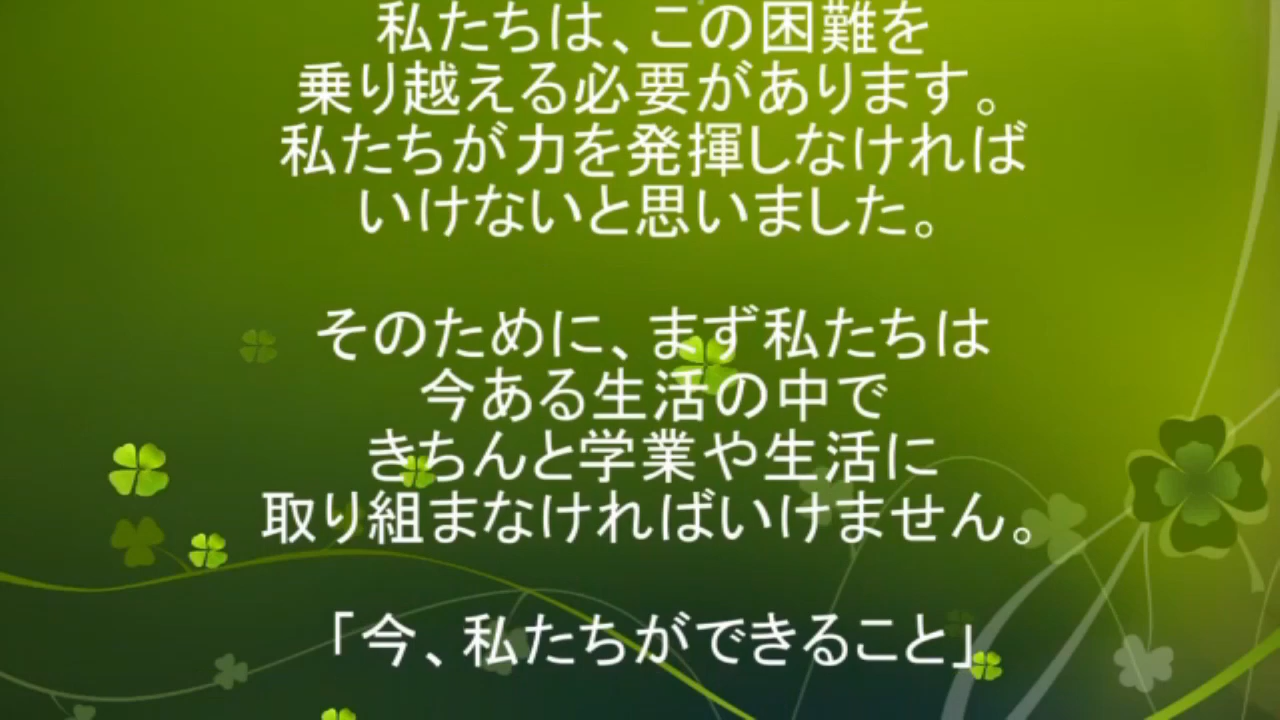 私たちは、この困難を
乗り越える必要があります。
私たちが力を発揮しなければ
いけないと思いました。
そのために、まず私たちは
今ある生活の中で
きちんと学業や生活に
取り組まなければいけません。
「今、私たちができること」